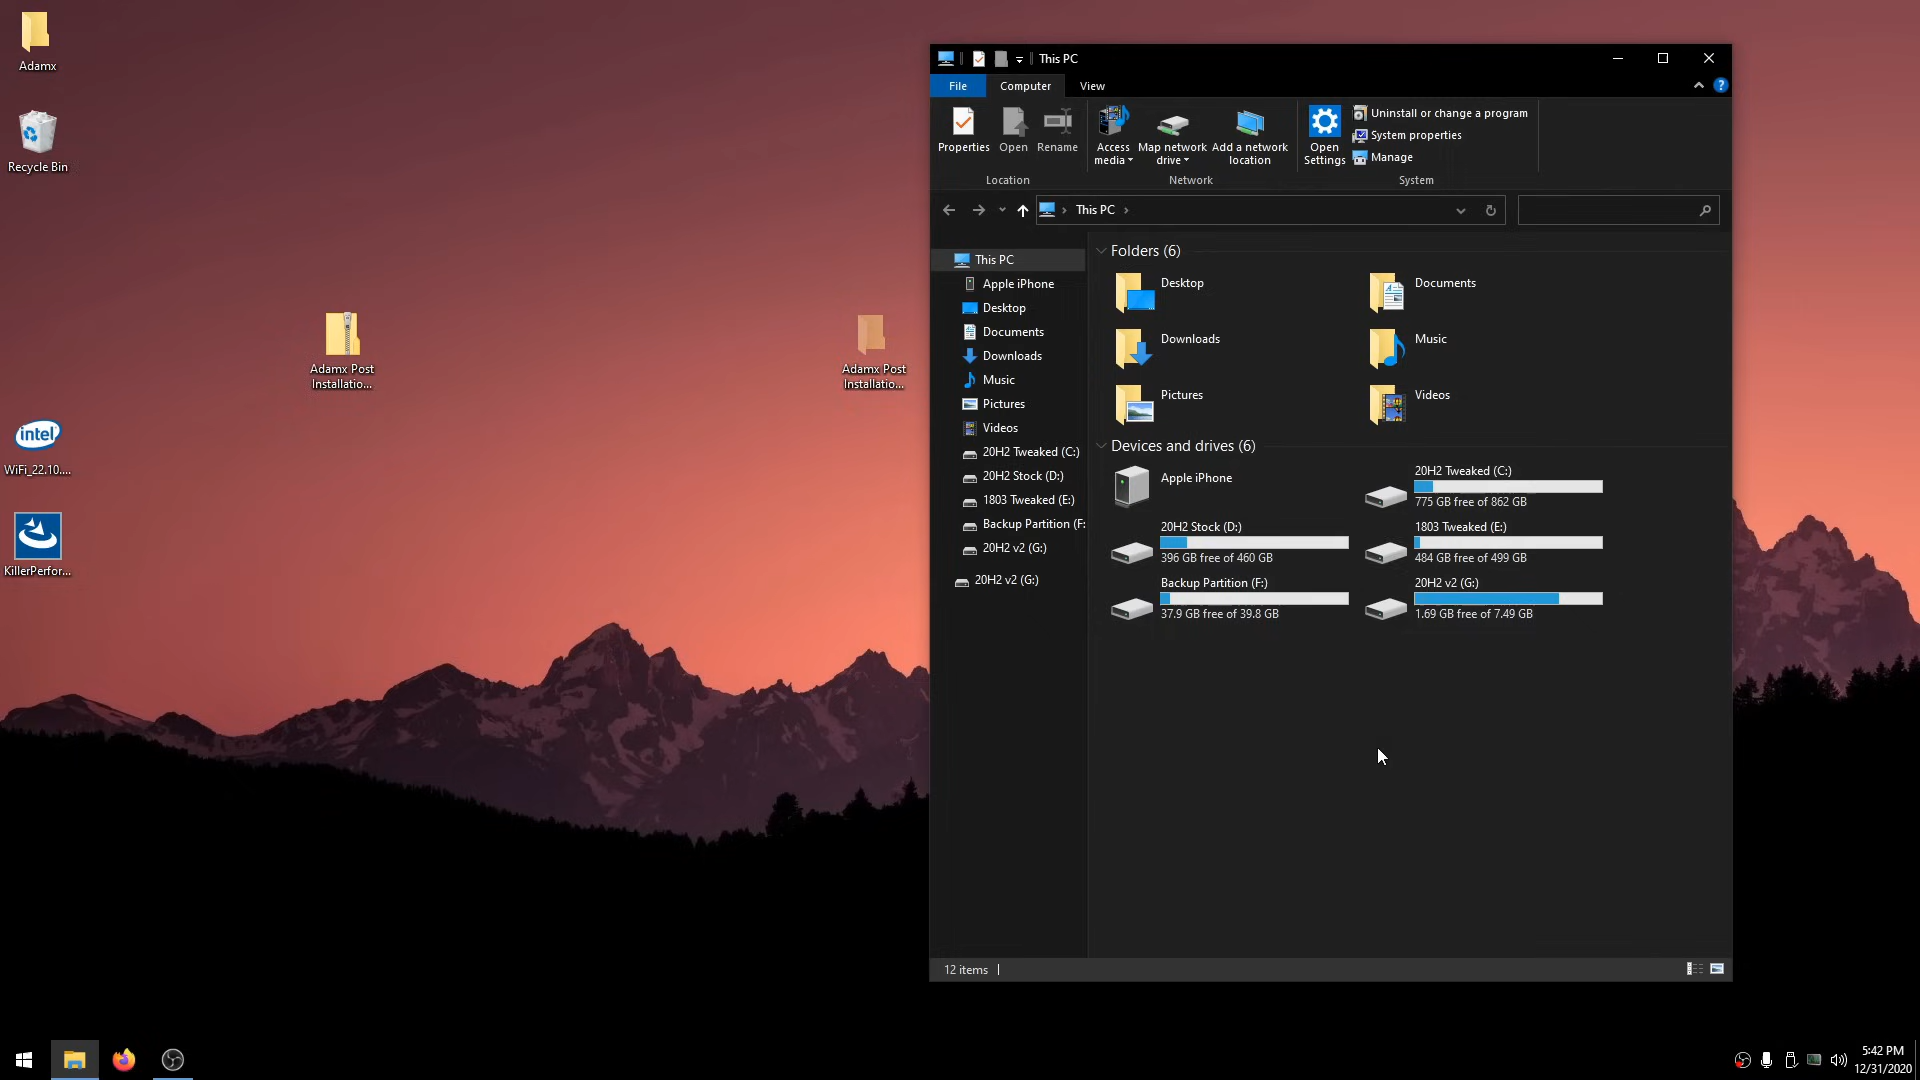 Adamx
Recycle Bin
intel
WiFi_22.10....
KillerPerfor...
Adamx Post
Installatio...
Adamx Post
Installatio...
This PC
File
Computer
View
Properties
Open
Rename
Access
media
Map network
drive
Add a network
location
Open
Settings
Uninstall or change a program
System properties
Manage
Location
Network
System
This PC
This PC
Apple iPhone
Desktop
Documents
Downloads
Music
Pictures
Videos
20H2 Tweaked (C:)
20H2 Stock (D:)
1803 Tweaked (E:)
Backup Partition (F:
20H2 v2 (G:)
20H2 v2 (G:)
Folders (6)
Desktop
Documents
Downloads
Music
Pictures
Videos
Devices and drives (6)
Apple iPhone
20H2 Tweaked (C:)
775 GB free of 862 GB
20H2 Stock (D:)
396 GB free of 460 GB
1803 Tweaked (E:)
484 GB free of 499 GB
Backup Partition (F:)
37.9 GB free of 39.8 GB
20H2 v2 (G:)
1.69 GB free of 7.49 GB
12 items
5:42 PM
12/31/2020